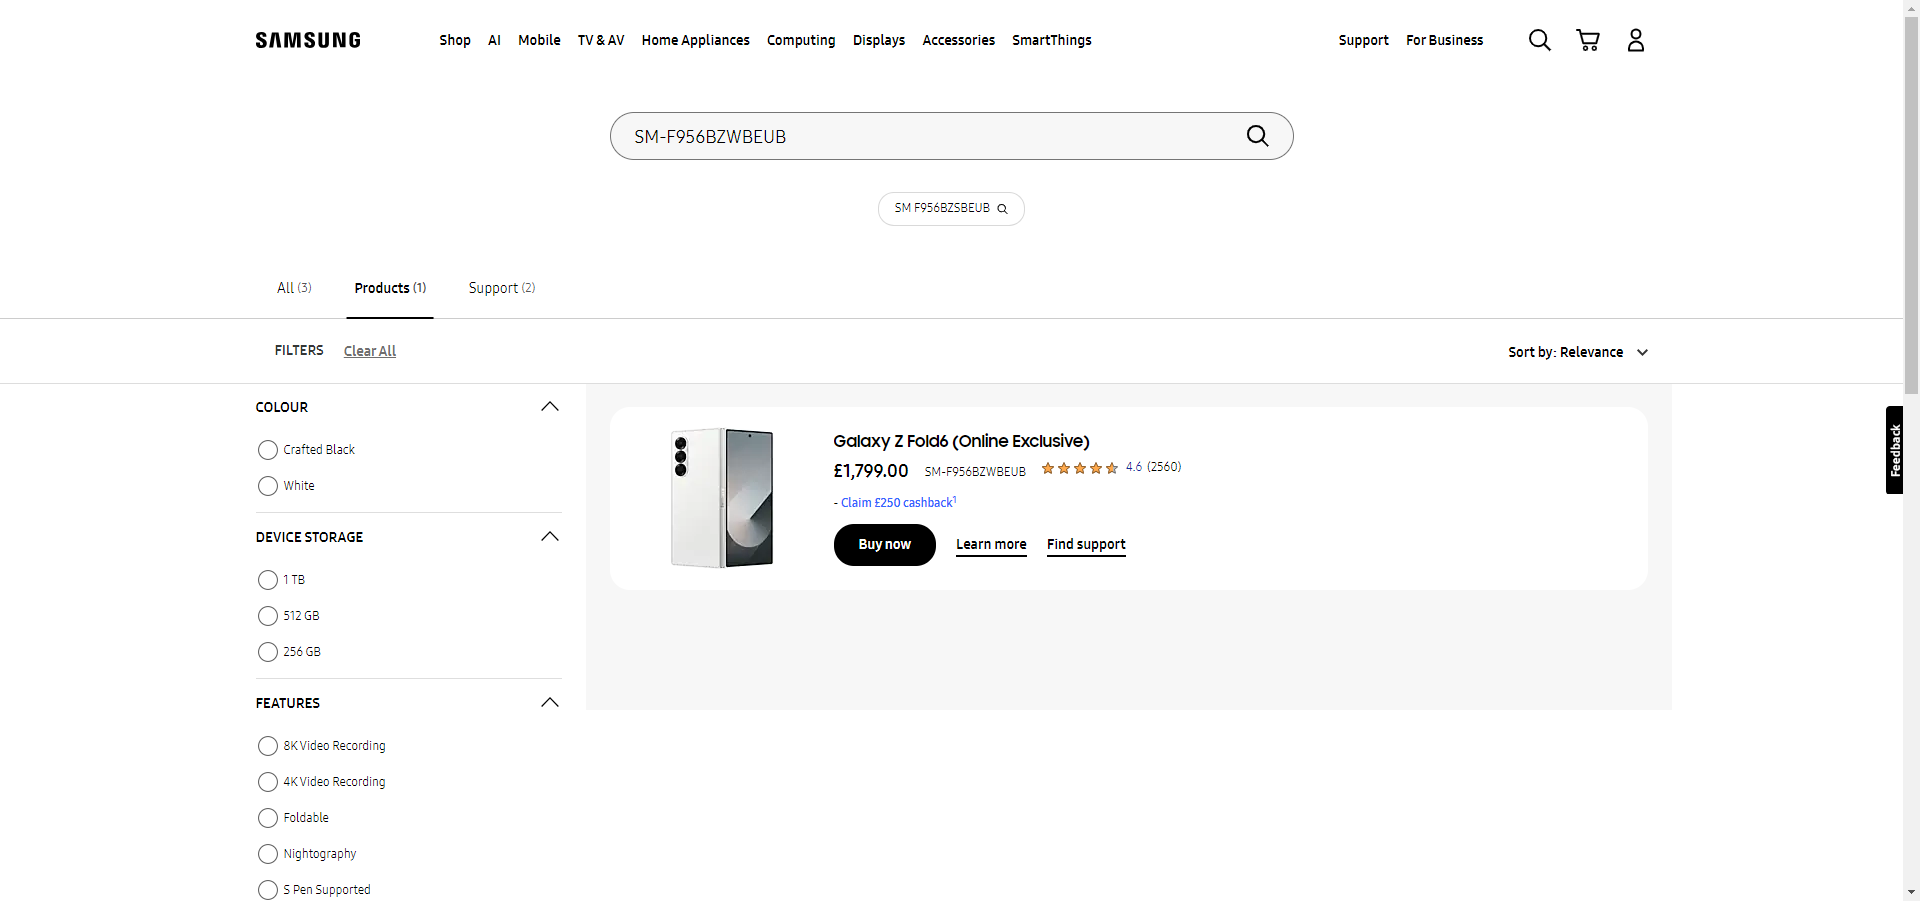 SAMSUNG
Shop AI Mobile TV & AV Home Appliances Computing Displays Accessories SmartThings Support For Business
SM-F956BZWBEUB
SM F956BZSBEUB
All (3) Products (1) Support (2)
FILTERS Clear All
Sort by: Relevance
COLOUR
Crafted Black
White
DEVICE STORAGE
1 TB
512 GB
256 GB
FEATURES
8K Video Recording
4K Video Recording
Foldable
Nightography
S Pen Supported
Galaxy Z Fold6 (Online Exclusive)
£1,799.00 SM-F956BZWBEUB 4.6 (2560)
- Claim £250 cashback¹
Buy now Learn more Find support
Feedback